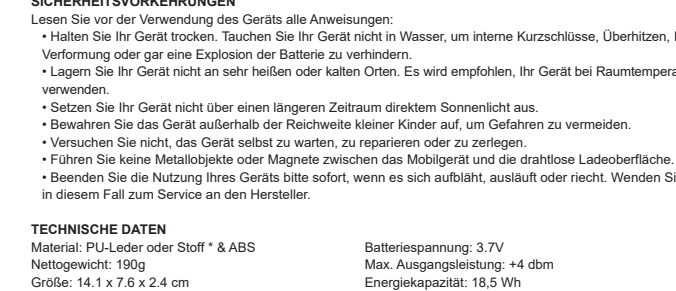 SICHERHEITSVORKEHRUNGEN
Lesen Sie vor der Verwendung des Geräts alle Anweisungen:
• Halten Sie Ihr Gerät trocken. Tauchen Sie Ihr Gerät nicht in Wasser, um interne Kurzschlüsse, Überhitzen,
Verformung oder gar eine Explosion der Batterie zu verhindern.
• Lagern Sie Ihr Gerät nicht an sehr heißen oder kalten Orten. Es wird empfohlen, Ihr Gerät bei Raumtempera
verwenden.
• Setzen Sie Ihr Gerät nicht über einen längeren Zeitraum direktem Sonnenlicht aus.
• Bewahren Sie das Gerät außerhalb der Reichweite kleiner Kinder auf, um Gefahren zu vermeiden.
• Versuchen Sie nicht, das Gerät selbst zu warten, zu reparieren oder zu zerlegen.
• Führen Sie keine Metallobjekte oder Magnete zwischen das Mobilgerät und die drahtlose Ladeoberfläche.
• Beenden Sie die Nutzung Ihres Geräts bitte sofort, wenn es sich aufbläht, ausläuft oder riecht. Wenden Si
in diesem Fall zum Service an den Hersteller.
TECHNISCHE DATEN
Material: PU-Leder oder Stoff * & ABS
Nettogewicht: 190g
Größe: 14.1 x 7.6 x 2.4 cm
Batteriespannung: 3.7V
Max. Ausgangsleistung: +4 dbm
Energiekapazität: 18,5 Wh